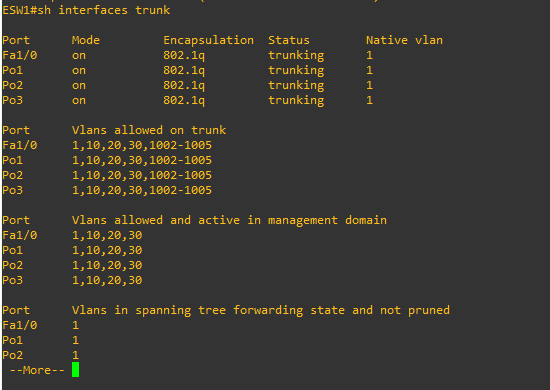 ESW1#sh interfaces trunk
Port Mode Encapsulation Status Native vlan
Fa1/0 on 802.1q trunking 1
Po1 on 802.1q trunking 1
Po2 on 802.1q trunking 1
Po3 on 802.1q trunking 1
Port Vlans allowed on trunk
Fa1/0 1,10,20,30,1002-1005
Po1 1,10,20,30,1002-1005
Po2 1,10,20,30,1002-1005
Po3 1,10,20,30,1002-1005
Port Vlans allowed and active in management domain
Fa1/0 1,10,20,30
Po1 1,10,20,30
Po2 1,10,20,30
Po3 1,10,20,30
Port Vlans in spanning tree forwarding state and not pruned
Fa1/0 1
Po1 1
Po2 1
--More--